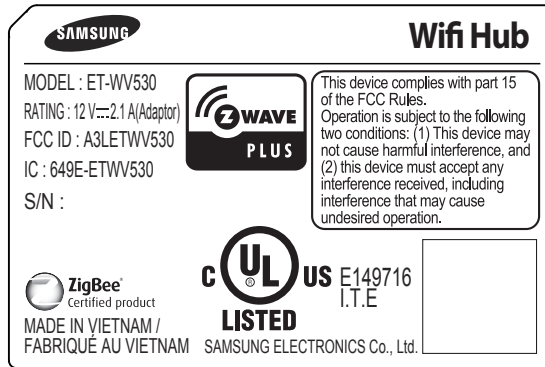 SAMSUNG
Wifi Hub
MODEL : ET-WV530
RATING : 12 V⎓2.1 A(Adaptor)
FCC ID : A3LETWV530
IC : 649E-ETWV530
S/N :
Z WAVE
PLUS
This device complies with part 15
of the FCC Rules.
Operation is subject to the following
two conditions: (1) This device may
not cause harmful interference, and
(2) this device must accept any
interference received, including
interference that may cause
undesired operation.
ZigBee®
Certified product
MADE IN VIETNAM /
FABRIQUÉ AU VIETNAM
C UL ® US
LISTED
E149716
I.T.E
SAMSUNG ELECTRONICS Co., Ltd.